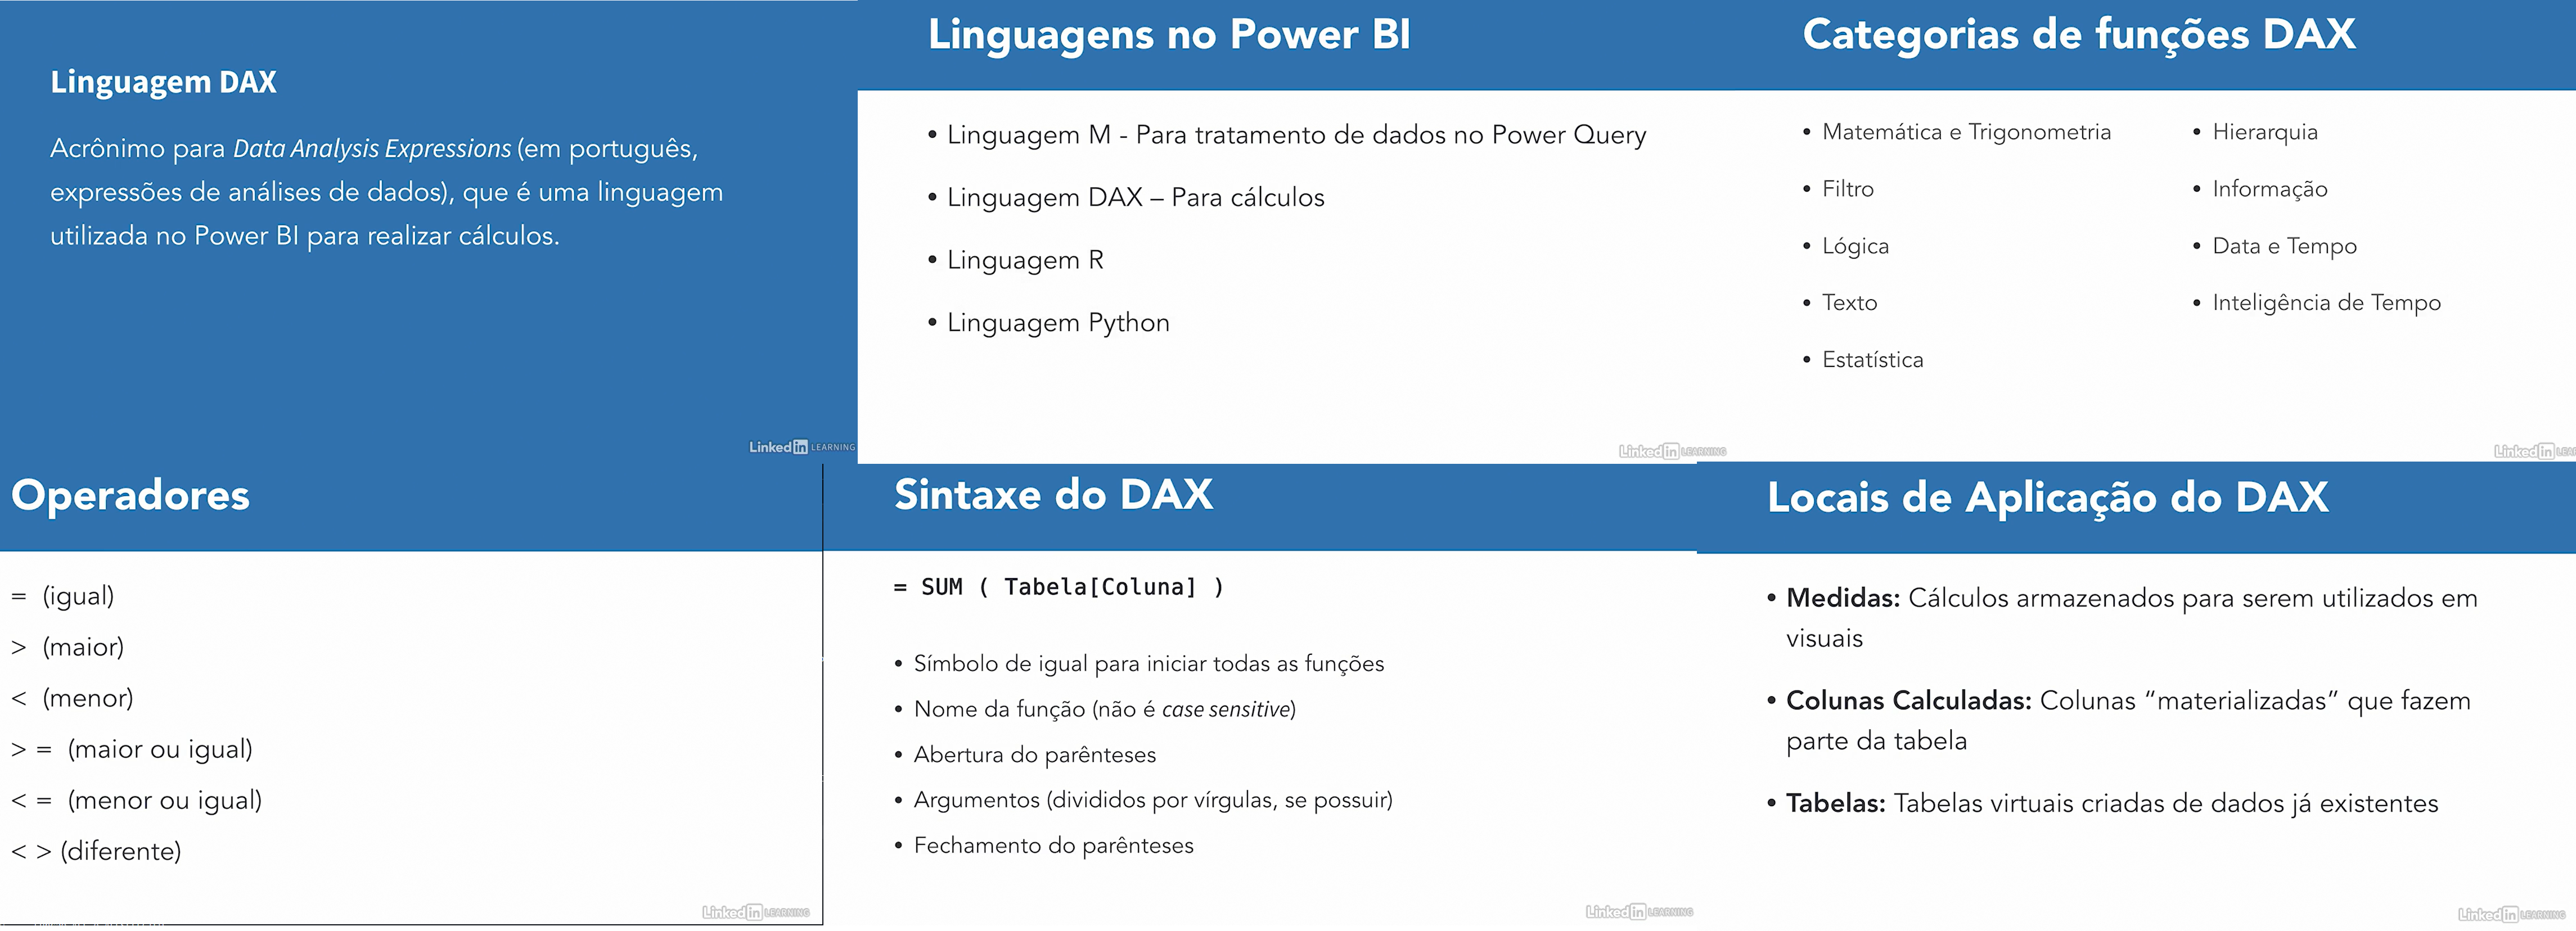 Linguagem DAX
Acrônimo para Data Analysis Expressions (em português,
expressões de análises de dados), que é uma linguagem
utilizada no Power BI para realizar cálculos.
Linked in LEARNING
Linguagens no Power BI
• Linguagem M - Para tratamento de dados no Power Query
• Linguagem DAX – Para cálculos
• Linguagem R
• Linguagem Python
Linked in LEARNING
Categorias de funções DAX
• Matemática e Trigonometria
• Filtro
• Lógica
• Texto
• Estatística
• Hierarquia
• Informação
• Data e Tempo
• Inteligência de Tempo
Linked in LEA
Operadores
= (igual)
> (maior)
< (menor)
> = (maior ou igual)
< = (menor ou igual)
< > (diferente)
Linked in LEARNING
Sintaxe do DAX
= SUM ( Tabela[Coluna] )
• Símbolo de igual para iniciar todas as funções
• Nome da função (não é case sensitive)
• Abertura do parênteses
• Argumentos (divididos por vírgulas, se possuir)
• Fechamento do parênteses
Linked in LEARNING
Locais de Aplicação do DAX
• Medidas: Cálculos armazenados para serem utilizados em
visuais
• Colunas Calculadas: Colunas “materializadas” que fazem
parte da tabela
• Tabelas: Tabelas virtuais criadas de dados já existentes
Linked in LEARNING